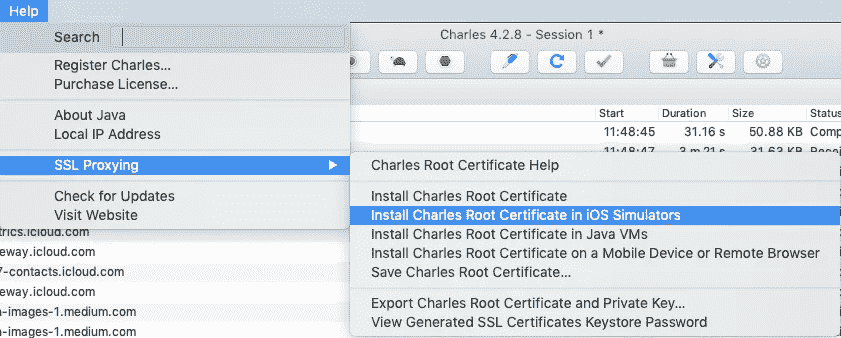 Help
Search
Charles 4.2.8 - Session 1 *
Register Charles...
Purchase License...
About Java
Local IP Address
Start Duration Size Status
11:48:45 31.16 s 50.88 KB Comp
11:48:47 3 m 21 s 31.63 KB
SSL Proxying
Charles Root Certificate Help
Check for Updates
Visit Website
Install Charles Root Certificate
Install Charles Root Certificate in iOS Simulators
Install Charles Root Certificate in Java VMs
Install Charles Root Certificate on a Mobile Device or Remote Browser
Save Charles Root Certificate...
Export Charles Root Certificate and Private Key...
View Generated SSL Certificates Keystore Password
trics.icloud.com
eway.icloud.com
7-contacts.icloud.com
eway.icloud.com
n-images-1.medium.com
n-images-1.medium.com